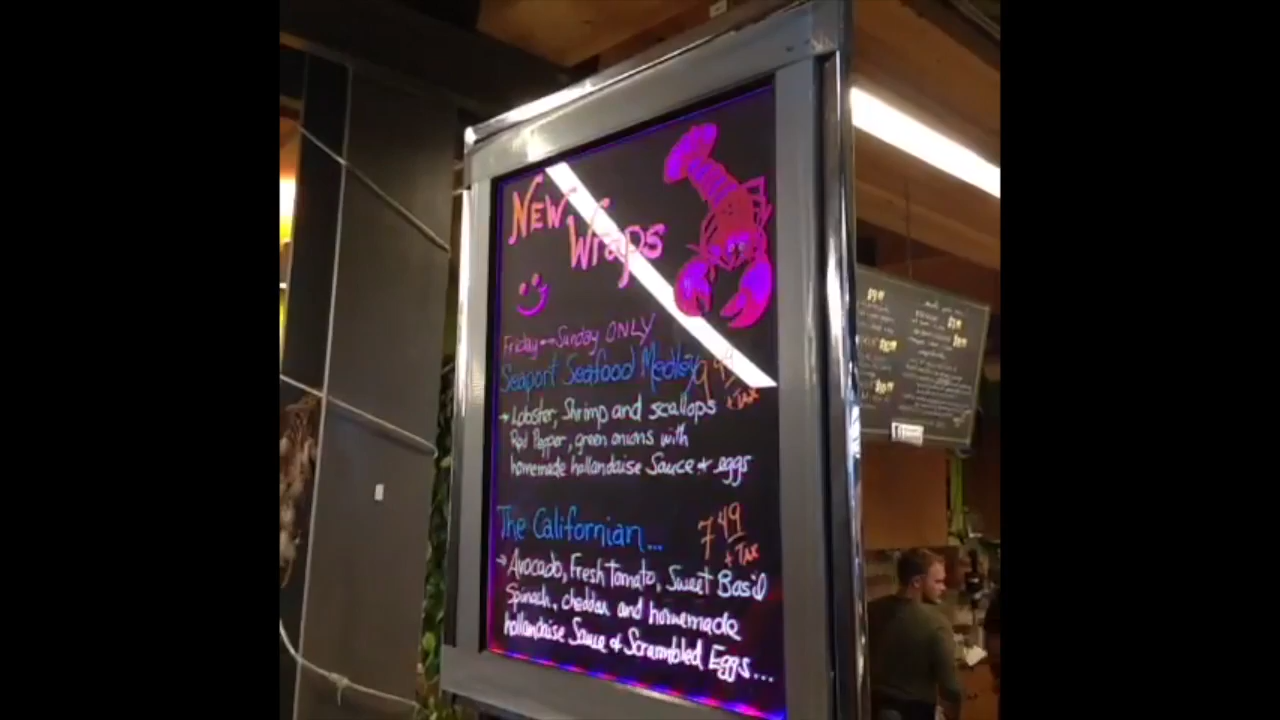 New
Wraps
Friday - Sunday ONLY
Seaport Seafood Medley 9 49
+ TAX
→ Lobster, Shrimp and scallops
Red Pepper, green onions with
homemade hollandaise Sauce + eggs
The Californian... 7 49
+ TAX
→ Avocado, Fresh Tomato, Sweet Basil
Spinach, cheddar and homemade
hollandaise Sauce & Scrambled Eggs...